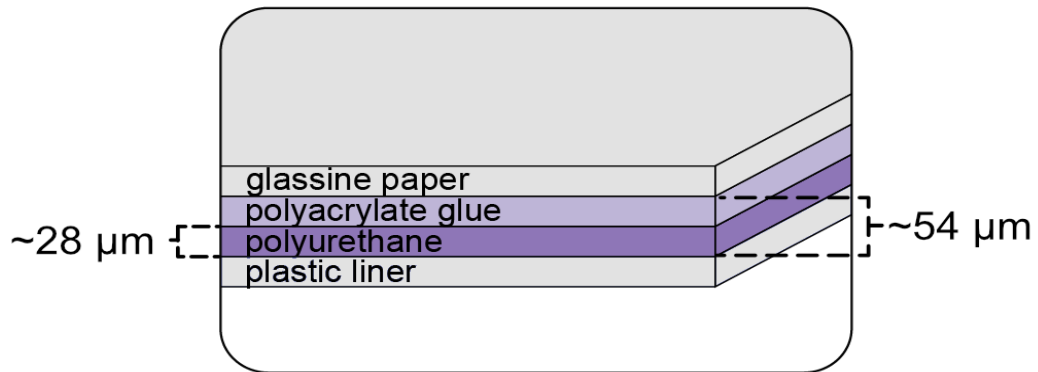 glassine paper
polyacrylate glue
~28 μm
polyurethane
~54 μm
plastic liner